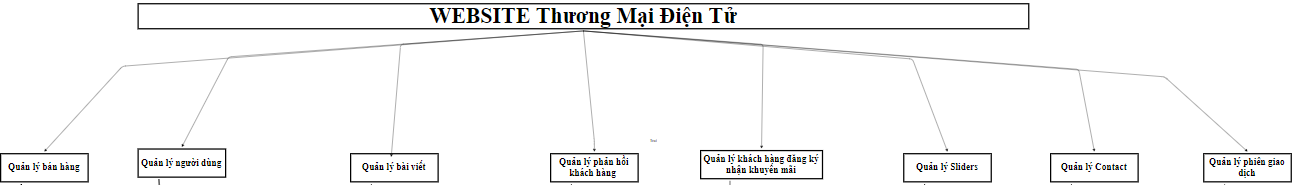 WEBSITE Thương Mại Điện Tử
Quản lý bán hàng
Quản lý người dùng
Quản lý bài viết
Quản lý phản hồi
khách hàng
Quản lý khách hàng đăng ký
nhận khuyến mãi
Quản lý Sliders
Quản lý Contact
Quản lý phiên giao
dịch